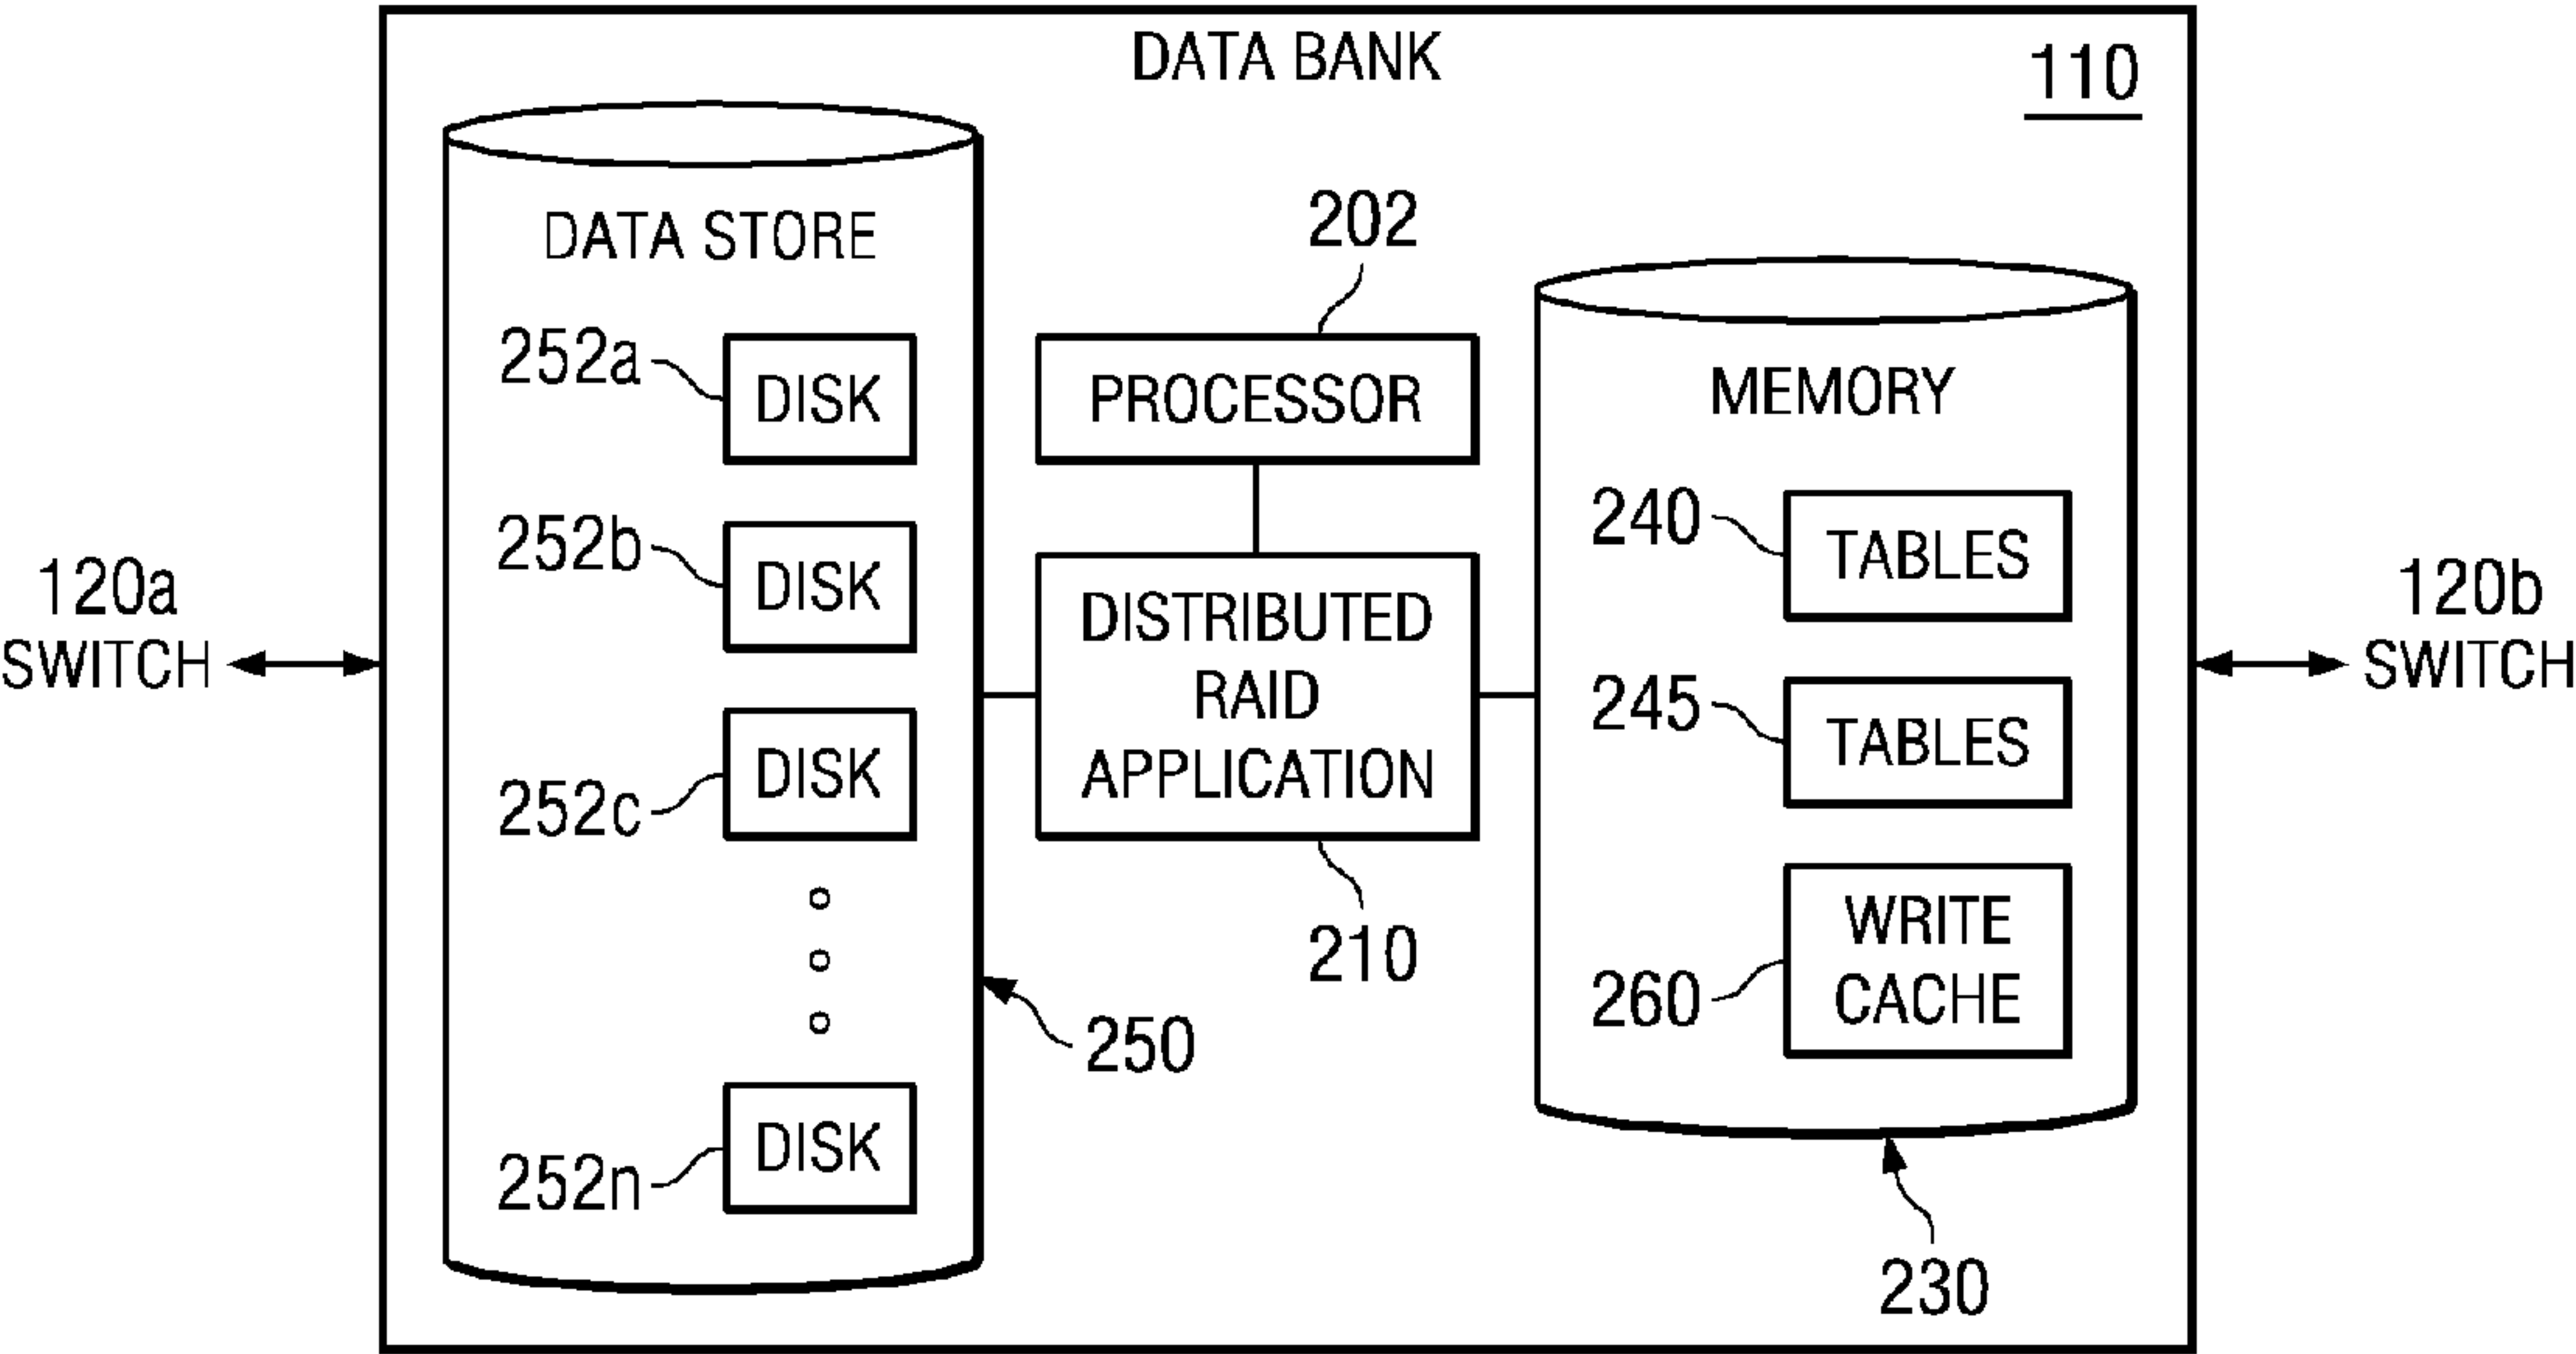 DATA BANK
110
DATA STORE
252a
DISK
252b
DISK
252c
DISK
252n
DISK
250
202
PROCESSOR
DISTRIBUTED
RAID
APPLICATION
210
MEMORY
240
TABLES
245
TABLES
260
WRITE
CACHE
230
120a
SWITCH
120b
SWITCH